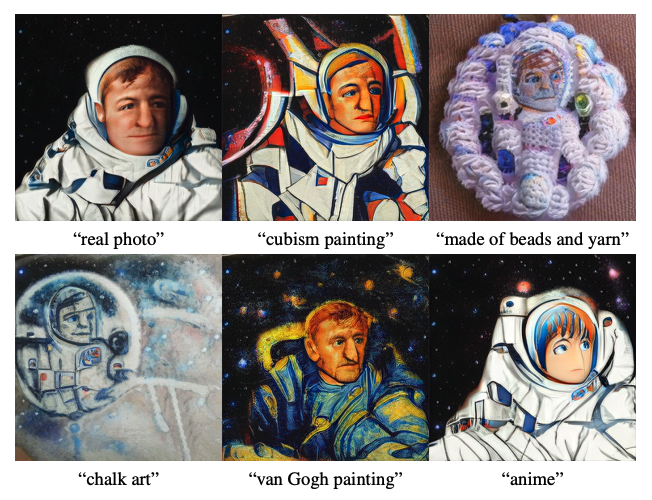 “real photo”
“cubism painting”
“made of beads and yarn”
“chalk art”
“van Gogh painting”
“anime”